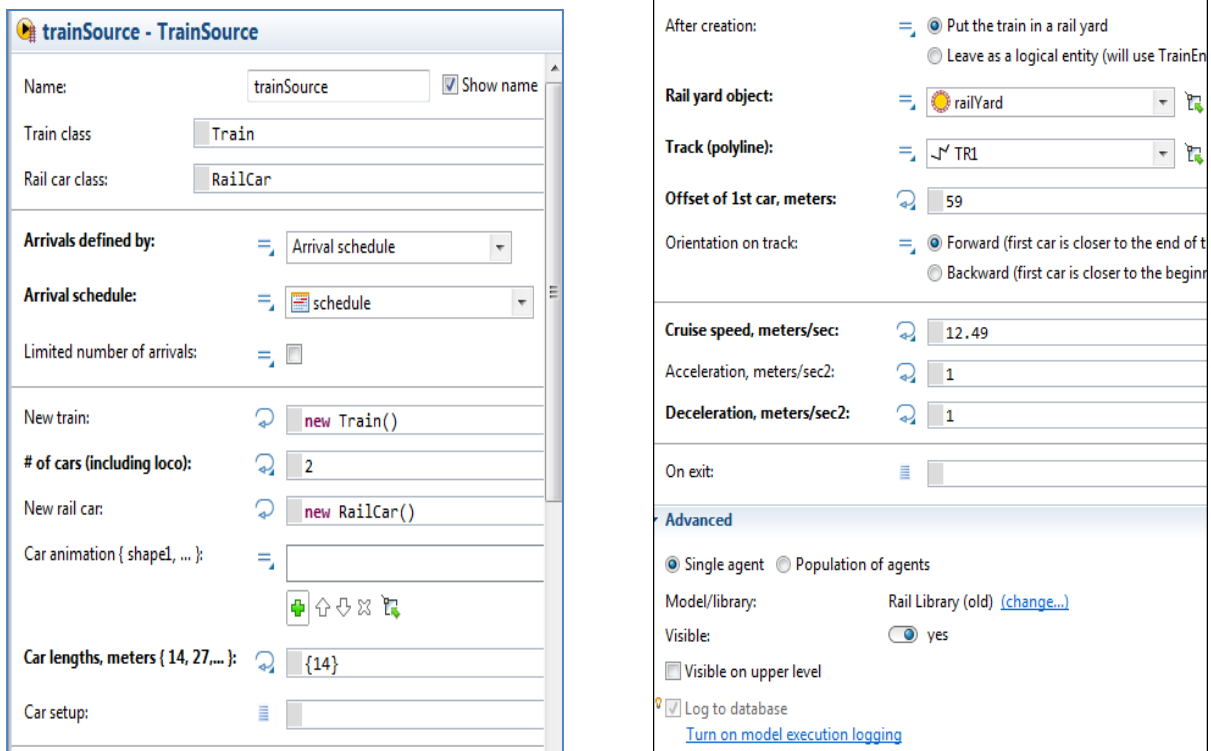 trainSource - TrainSource
Name: trainSource Show name
Train class Train
Rail car class: RailCar
Arrivals defined by: Arrival schedule
Arrival schedule: schedule
Limited number of arrivals:
New train: new Train()
# of cars (including loco): 2
New rail car: new RailCar()
Car animation { shape1, ... }:
Car lengths, meters { 14, 27,... }: {14}
Car setup:
After creation: Put the train in a rail yard
Leave as a logical entity (will use TrainEn
Rail yard object: railYard
Track (polyline): TR1
Offset of 1st car, meters: 59
Orientation on track: Forward (first car is closer to the end of t
Backward (first car is closer to the beginn
Cruise speed, meters/sec: 12.49
Acceleration, meters/sec2: 1
Deceleration, meters/sec2: 1
On exit:
Advanced
Single agent Population of agents
Model/library: Rail Library (old) (change...)
Visible: yes
Visible on upper level
Log to database
Turn on model execution logging